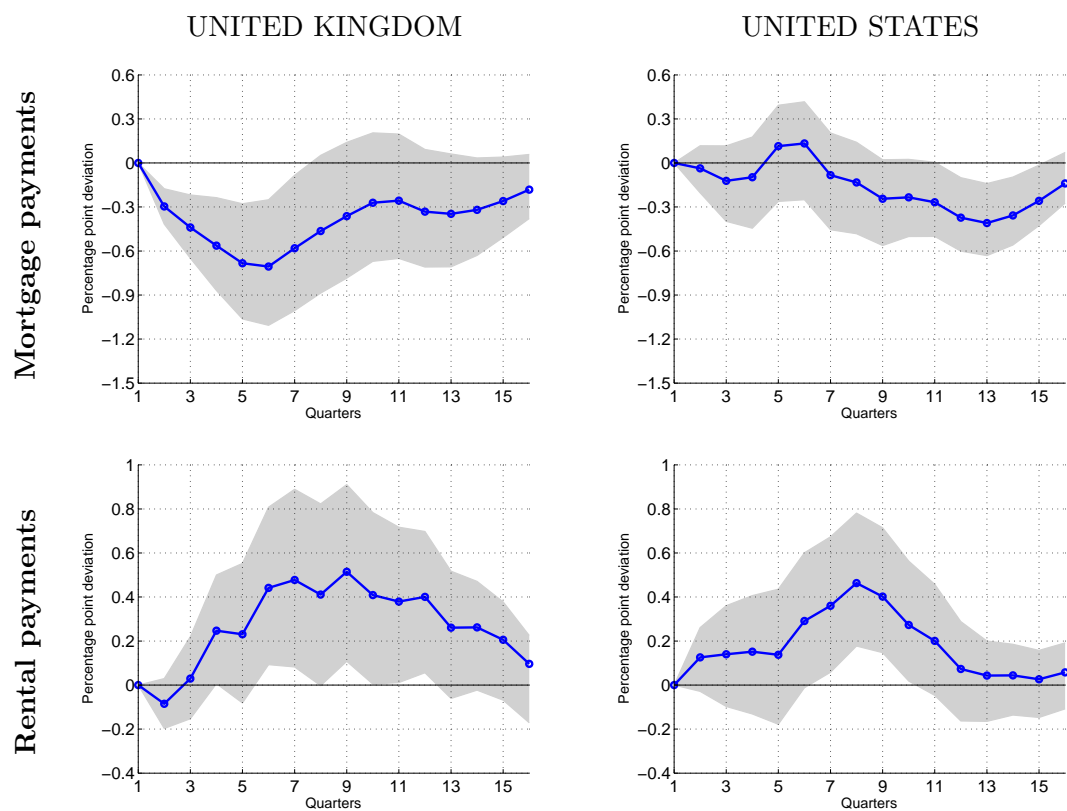 UNITED KINGDOM
UNITED STATES
Mortgage payments
Percentage point deviation
0.6
0.3
0
−0.3
−0.6
−0.9
−1.2
−1.5
1 3 5 7 9 11 13 15
Quarters
Percentage point deviation
0.6
0.3
0
−0.3
−0.6
−0.9
−1.2
−1.5
1 3 5 7 9 11 13 15
Quarters
Rental payments
Percentage point deviation
1
0.8
0.6
0.4
0.2
0
−0.2
−0.4
1 3 5 7 9 11 13 15
Quarters
Percentage point deviation
1
0.8
0.6
0.4
0.2
0
−0.2
−0.4
1 3 5 7 9 11 13 15
Quarters